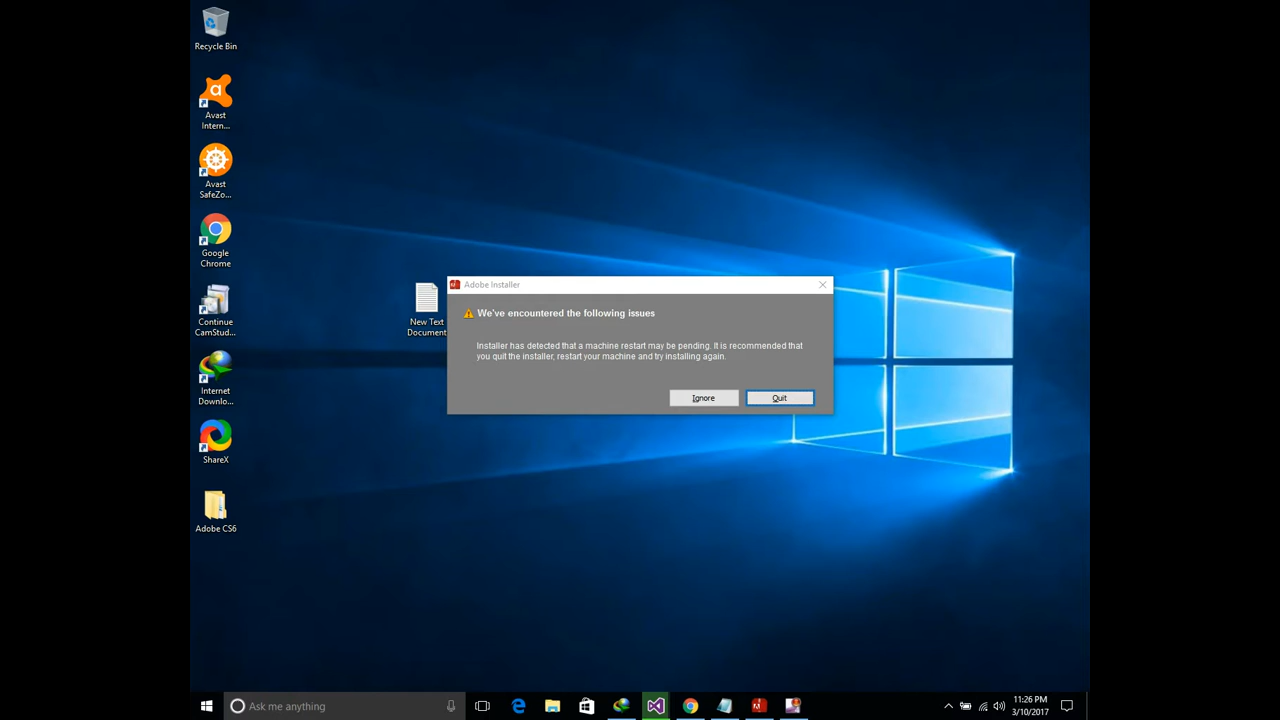 Recycle Bin
Avast
Intern...
Avast
SafeZo...
Google
Chrome
Continue
CamStud...
Internet
Downlo...
ShareX
Adobe CS6
New Text
Document
Adobe Installer
We've encountered the following issues
Installer has detected that a machine restart may be pending. It is recommended that
you quit the installer, restart your machine and try installing again.
Ignore
Quit
Ask me anything
11:26 PM
3/10/2017